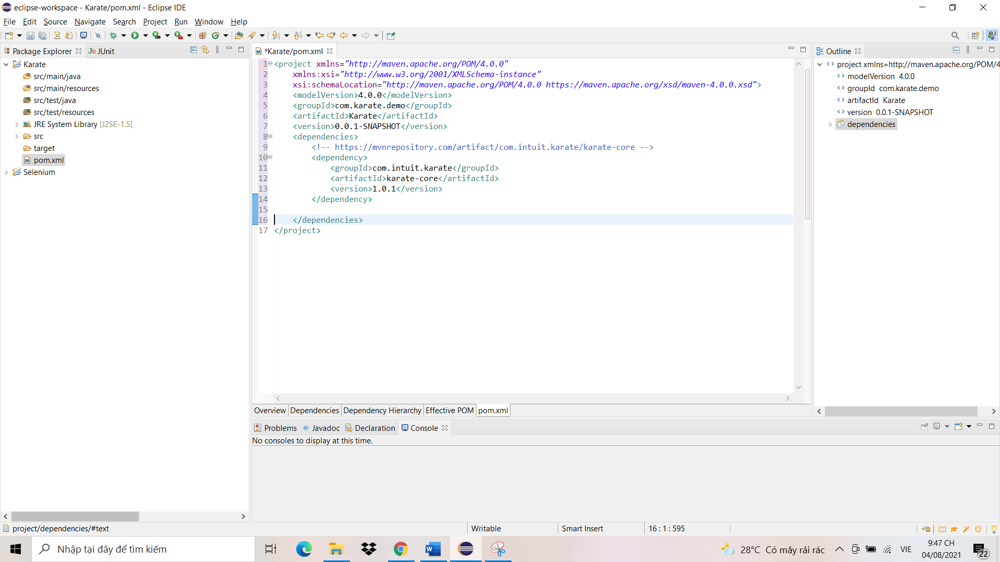 eclipse-workspace - Karate/pom.xml - Eclipse IDE
File Edit Source Navigate Search Project Run Window Help
Package Explorer JUnit
Karate
src/main/java
src/main/resources
src/test/java
src/test/resources
JRE System Library [J2SE-1.5]
src
target
pom.xml
Selenium
*Karate/pom.xml
1 <project xmlns="http://maven.apache.org/POM/4.0.0"
2 xmlns:xsi="http://www.w3.org/2001/XMLSchema-instance"
3 xsi:schemaLocation="http://maven.apache.org/POM/4.0.0 https://maven.apache.org/xsd/maven-4.0.0.xsd">
4 <modelVersion>4.0.0</modelVersion>
5 <groupId>com.karate.demo</groupId>
6 <artifactId>Karate</artifactId>
7 <version>0.0.1-SNAPSHOT</version>
8 <dependencies>
9 <!-- https://mvnrepository.com/artifact/com.intuit.karate/karate-core -->
10 <dependency>
11 <groupId>com.intuit.karate</groupId>
12 <artifactId>karate-core</artifactId>
13 <version>1.0.1</version>
14 </dependency>
15
16 </dependencies>
17 </project>
Overview Dependencies Dependency Hierarchy Effective POM pom.xml
Outline
project xmlns=http://maven.apache.org/POM/4
modelVersion 4.0.0
groupId com.karate.demo
artifactId Karate
version 0.0.1-SNAPSHOT
dependencies
Problems @ Javadoc Declaration Console
No consoles to display at this time.
project/dependencies/#text
Writable
Smart Insert
16 : 1 : 595
Nhập tại đây để tìm kiếm
28°C Có mây rải rác
VIE
9:47 CH
04/08/2021
22